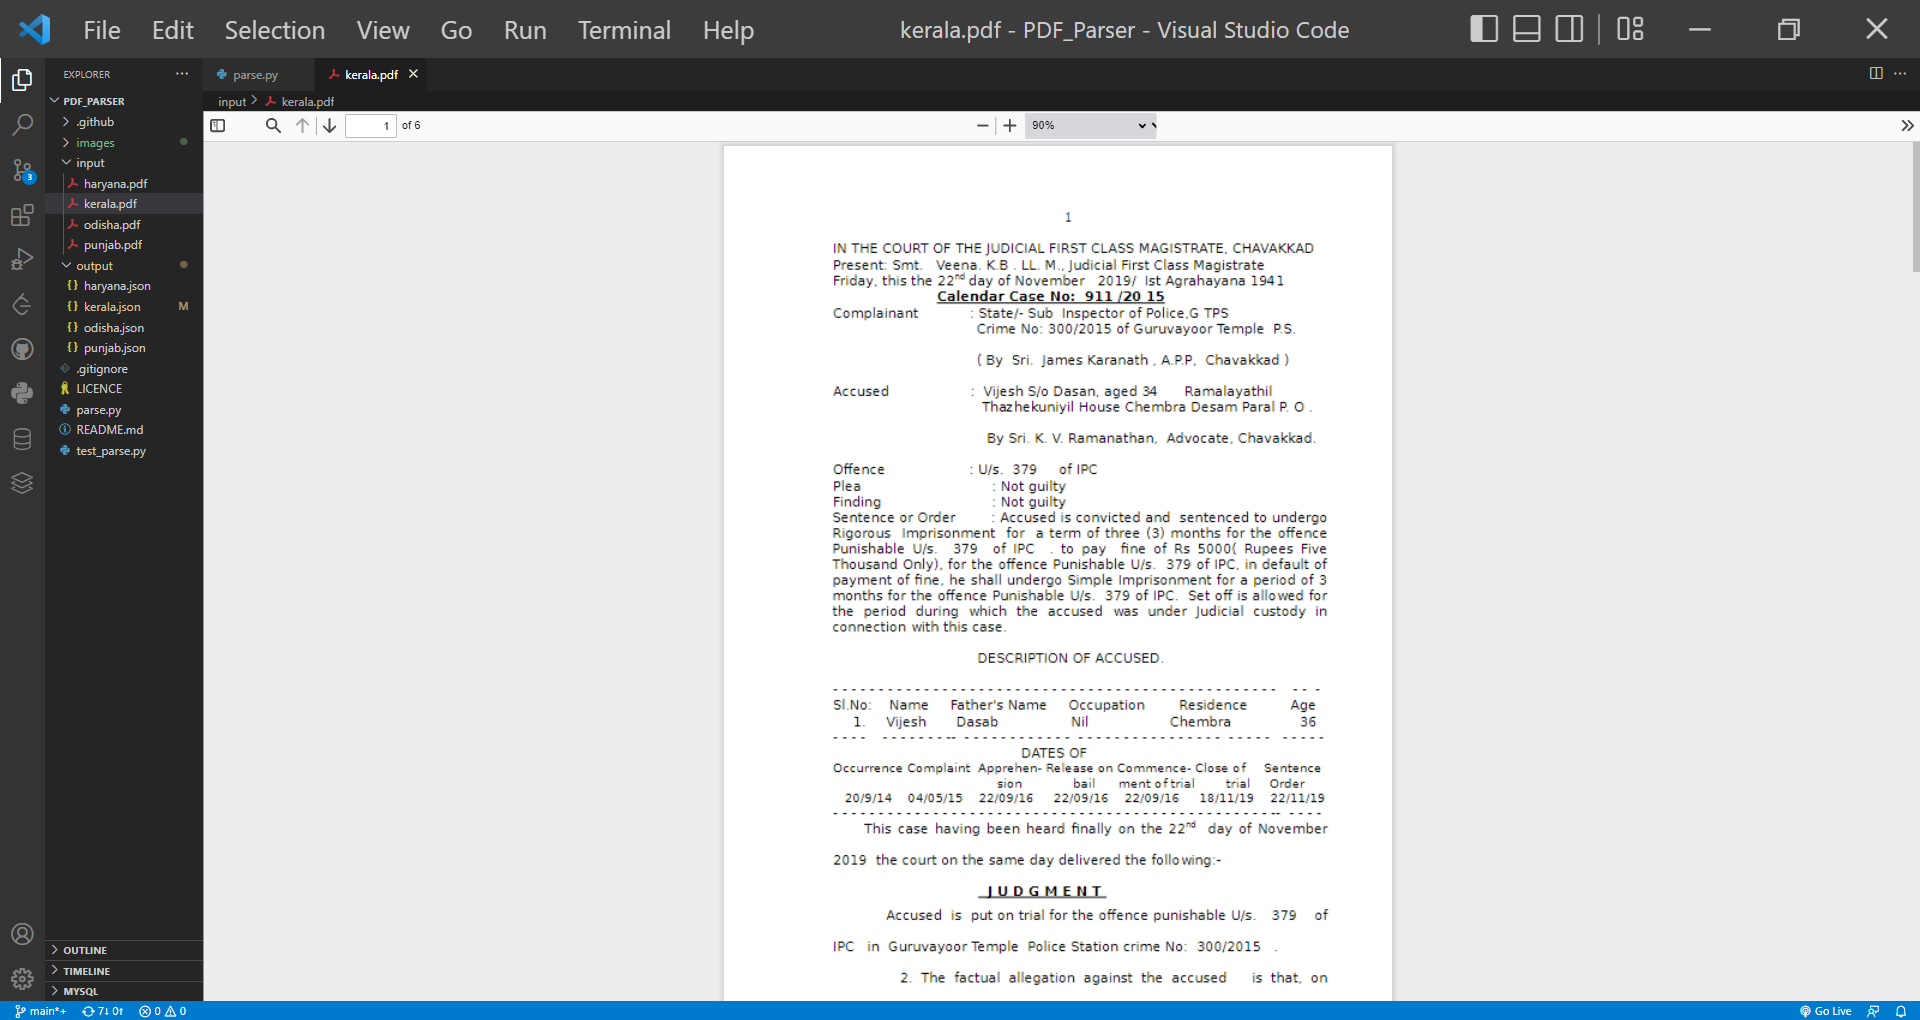 File Edit Selection View Go Run Terminal Help
kerala.pdf - PDF_Parser - Visual Studio Code
EXPLORER
PDF_PARSER
.github
images
input
haryana.pdf
kerala.pdf
odisha.pdf
punjab.pdf
output
haryana.json
kerala.json M
odisha.json
punjab.json
.gitignore
LICENCE
parse.py
README.md
test_parse.py
OUTLINE
TIMELINE
MYSQL
3
parse.py
kerala.pdf
input > kerala.pdf
1 of 6
90%
1
IN THE COURT OF THE JUDICIAL FIRST CLASS MAGISTRATE, CHAVAKKAD
Present: Smt. Veena. K.B . LL. M., Judicial First Class Magistrate
Friday, this the 22nd day of November 2019/ Ist Agrahayana 1941
Calendar Case No: 911 /20 15
Complainant : State/- Sub Inspector of Police,G TPS
Crime No: 300/2015 of Guruvayoor Temple P.S.
( By Sri. James Karanath , A.P.P, Chavakkad )
Accused : Vijesh S/o Dasan, aged 34 Ramalayathil
Thazhekuniyil House Chembra Desam Paral P. O .
By Sri. K. V. Ramanathan, Advocate, Chavakkad.
Offence : U/s. 379 of IPC
Plea : Not guilty
Finding : Not guilty
Sentence or Order : Accused is convicted and sentenced to undergo
Rigorous Imprisonment for a term of three (3) months for the offence
Punishable U/s. 379 of IPC . to pay fine of Rs 5000( Rupees Five
Thousand Only), for the offence Punishable U/s. 379 of IPC, in default of
payment of fine, he shall undergo Simple Imprisonment for a period of 3
months for the offence Punishable U/s. 379 of IPC. Set off is allowed for
the period during which the accused was under Judicial custody in
connection with this case.
DESCRIPTION OF ACCUSED.
Sl.No: Name Father's Name Occupation Residence Age
1. Vijesh Dasab Nil Chembra 36
DATES OF
Occurrence Complaint Apprehen- Release on Commence- Close of Sentence
sion bail ment of trial trial Order
20/9/14 04/05/15 22/09/16 22/09/16 22/09/16 18/11/19 22/11/19
This case having been heard finally on the 22nd day of November
2019 the court on the same day delivered the following:-
J U D G M E N T
Accused is put on trial for the offence punishable U/s. 379 of
IPC in Guruvayoor Temple Police Station crime No: 300/2015 .
2. The factual allegation against the accused is that, on
main*+ 7↓ 0↑ 0 0
Go Live